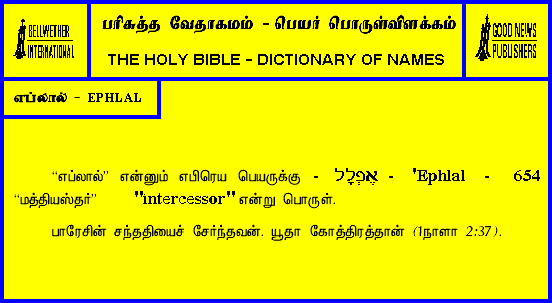 BELLWETHER
INTERNATIONAL
பரிசுத்த வேதாகமம் - பெயர் பொருள்விளக்கம்
THE HOLY BIBLE - DICTIONARY OF NAMES
GOOD NEWS
PUBLISHERS
எப்லால் - EPHLAL
“எப்லால்” என்னும் எபிரெய பெயருக்கு - אֶפְלָל - 'Ephlal - 654
“மத்தியஸ்தர்” "intercessor" என்று பொருள்.
பாரேசின் சந்ததியைச் சேர்ந்தவன். யூதா கோத்திரத்தான் (1நாளா 2:37).